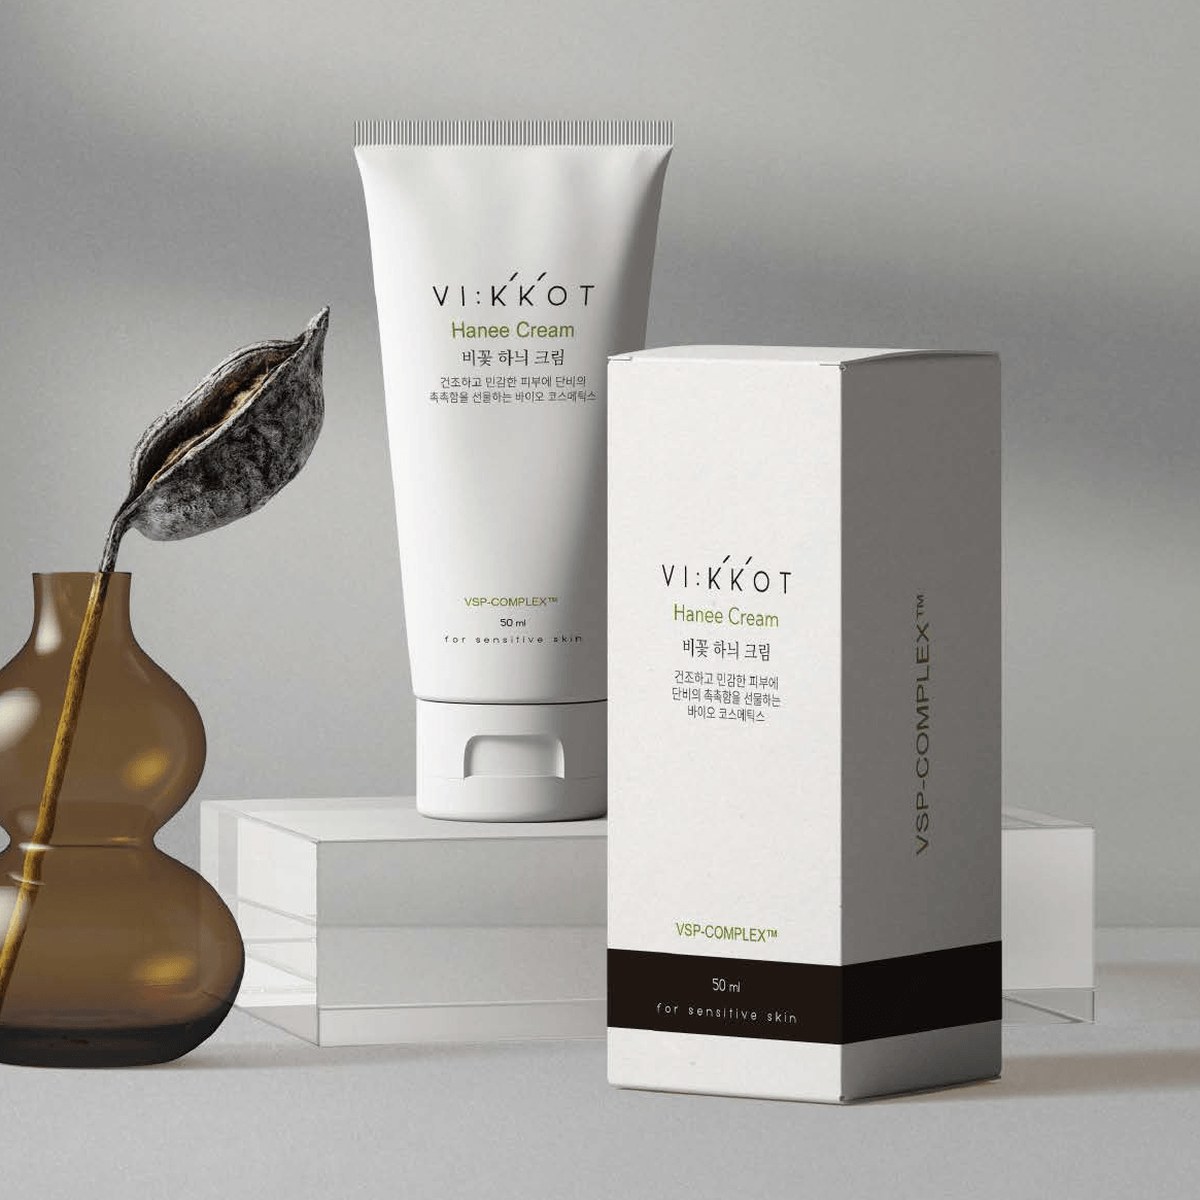 VI:KKOT
Hanee Cream
비꽃 하늬 크림
건조하고 민감한 피부에 단비의
촉촉함을 선물하는 바이오 코스메틱스
VSP-COMPLEX™
50 ml
for sensitive skin
VI:KKOT
Hanee Cream
비꽃 하늬 크림
건조하고 민감한 피부에
단비의 촉촉함을 선물하는
바이오 코스메틱스
VSP-COMPLEX™
50 ml
for sensitive skin
VSP-COMPLEX™